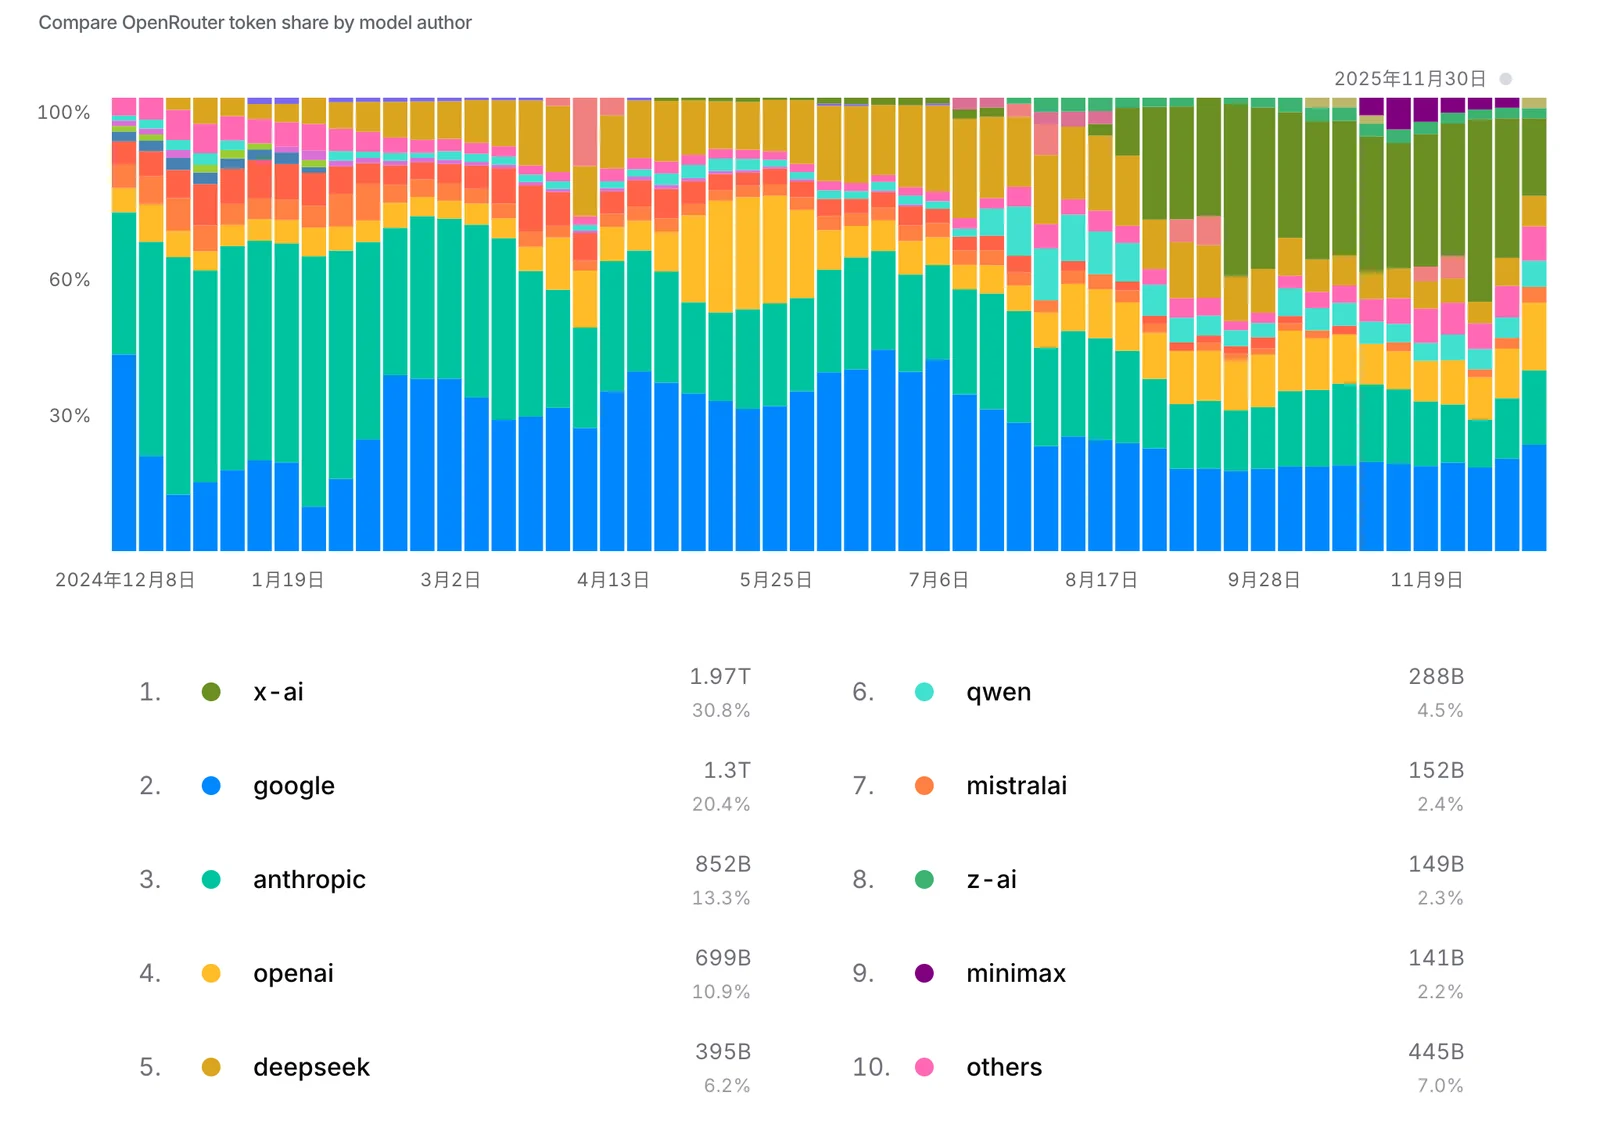 Compare OpenRouter token share by model author
2025年11月30日
100%
60%
30%
2024年12月8日 1月19日 3月2日 4月13日 5月25日 7月6日 8月17日 9月28日 11月9日
1. x-ai 1.97T
30.8%
2. google 1.3T
20.4%
3. anthropic 852B
13.3%
4. openai 699B
10.9%
5. deepseek 395B
6.2%
6. qwen 288B
4.5%
7. mistralai 152B
2.4%
8. z-ai 149B
2.3%
9. minimax 141B
2.2%
10. others 445B
7.0%